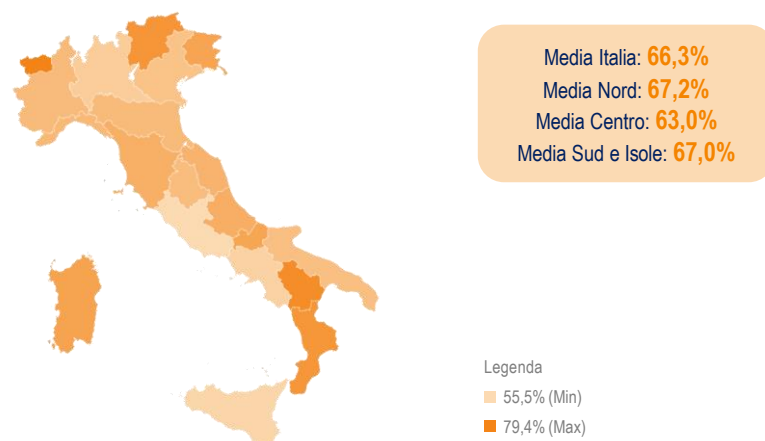 Media Italia: 66,3%
Media Nord: 67,2%
Media Centro: 63,0%
Media Sud e Isole: 67,0%
Legenda
55,5% (Min)
79,4% (Max)